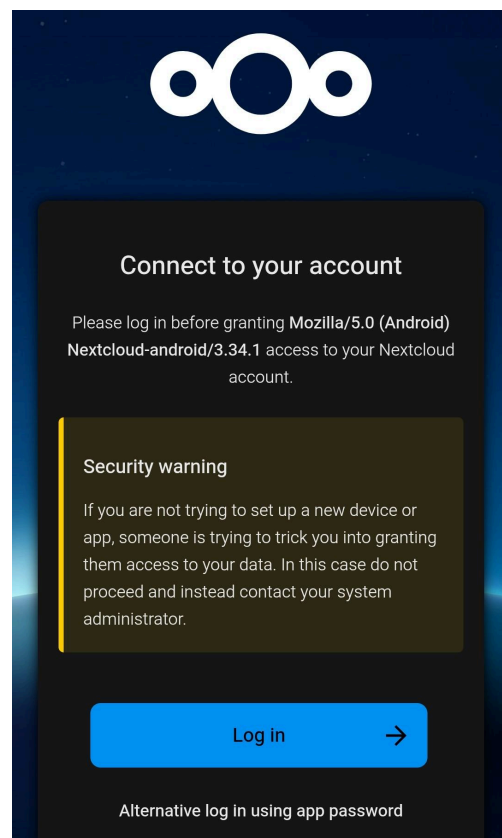 Connect to your account
Please log in before granting Mozilla/5.0 (Android)
Nextcloud-android/3.34.1 access to your Nextcloud
account.
Security warning
If you are not trying to set up a new device or
app, someone is trying to trick you into granting
them access to your data. In this case do not
proceed and instead contact your system
administrator.
Log in
Alternative log in using app password